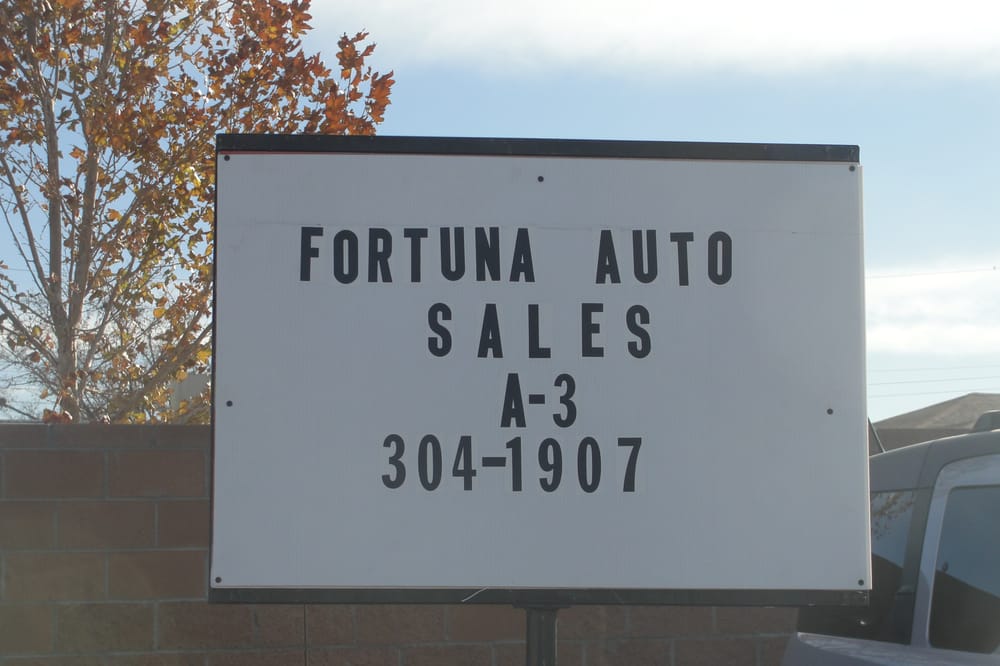 FORTUNA AUTO
SALES
A-3
304-1907